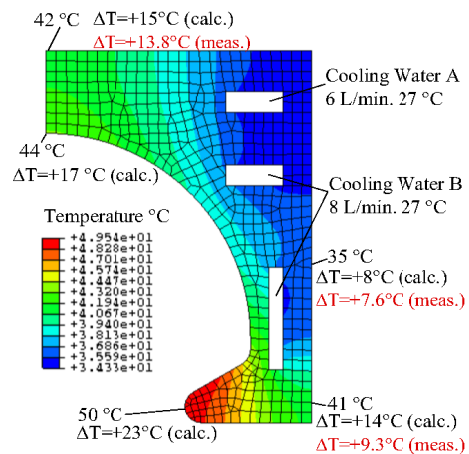 42 °C ΔT=+15°C (calc.)
ΔT=+13.8°C (meas.)
Cooling Water A
6 L/min. 27 °C
44 °C
ΔT=+17 °C (calc.)
Cooling Water B
8 L/min. 27 °C
Temperature °C
+4.954e+01
+4.828e+01
+4.701e+01
+4.574e+01
+4.447e+01
+4.320e+01
+4.194e+01
+4.067e+01
+3.940e+01
+3.813e+01
+3.686e+01
+3.559e+01
+3.433e+01
35 °C
ΔT=+8°C (calc.)
ΔT=+7.6°C (meas.)
50 °C
ΔT=+23°C (calc.)
41 °C
ΔT=+14°C (calc.)
ΔT=+9.3°C (meas.)